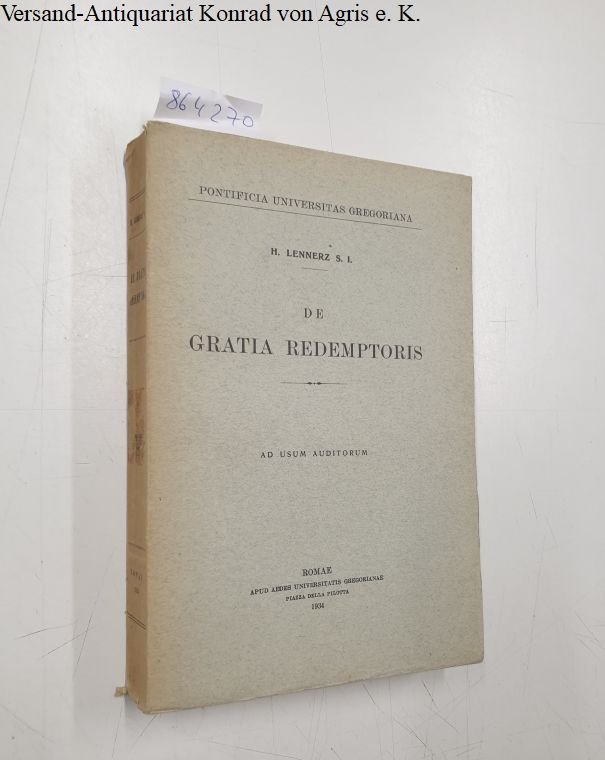 Versand-Antiquariat Konrad von Agris e. K.
864270
PONTIFICIA UNIVERSITAS GREGORIANA
H. LENNERZ S. I.
DE
GRATIA REDEMPTORIS
AD USUM AUDITORUM
ROMAE
APUD AEDES UNIVERSITATIS GREGORIANAE
PIAZZA DELLA PILOTTA
1934